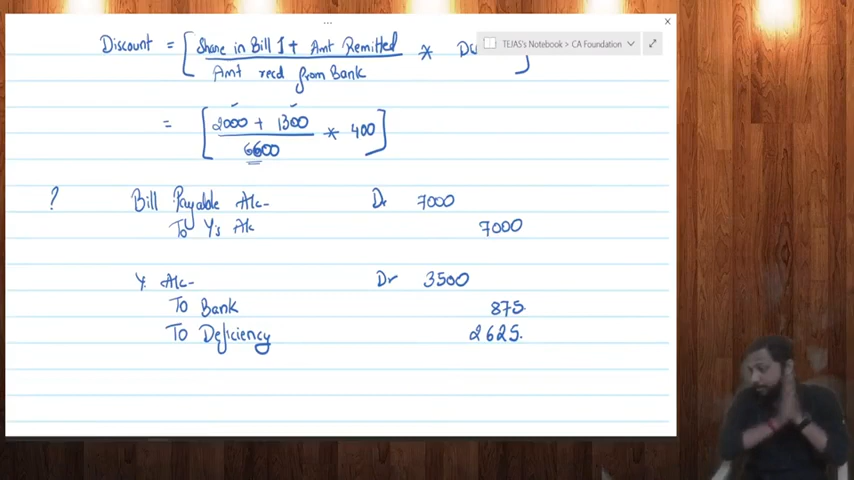 TEJAS's Notebook > CA Foundation
Discount = [ Share in Bill I + Amt Remitted *
Amt recd from Bank ]
= [ 2000 + 1300 * 400 ]
6600
? Bill Payable A/c- Dr 7000
To Y's A/c 7000
Y. A/c- Dr 3500
To Bank 875.
To Deficiency 2625.